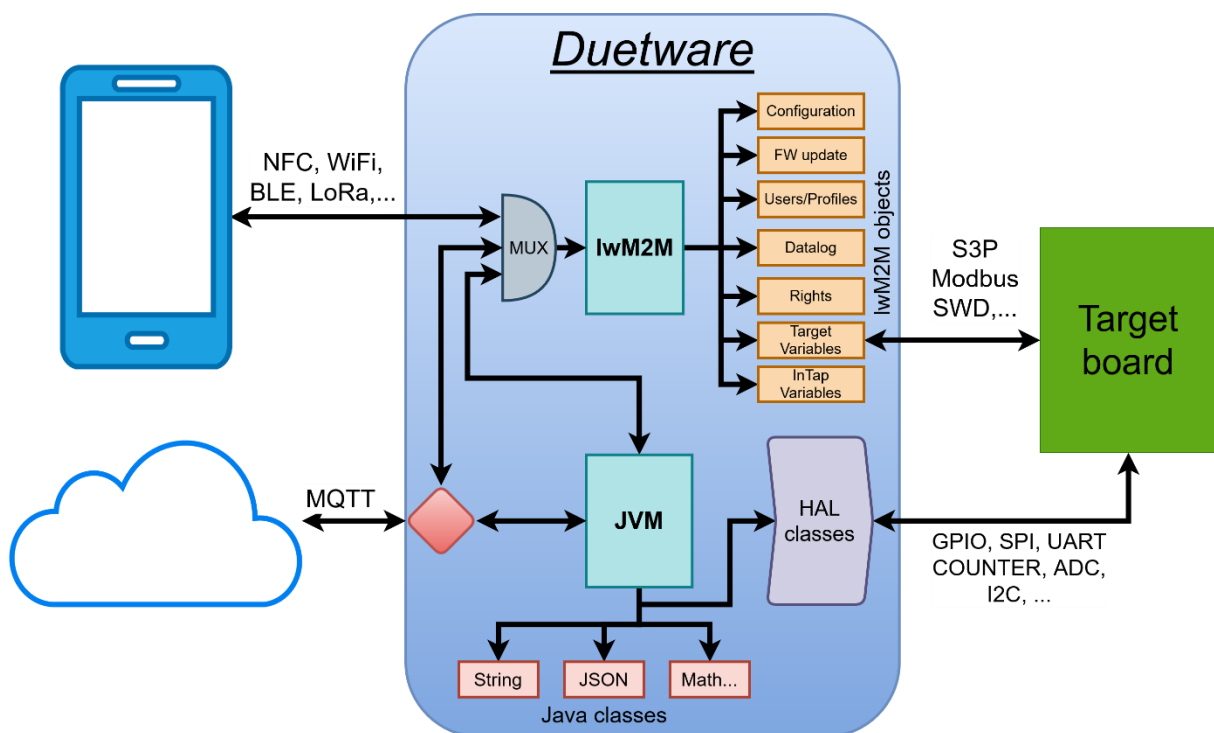 Duetware
NFC, WiFi,
BLE, LoRa,...
MUX
lwM2M
Configuration
FW update
Users/Profiles
Datalog
Rights
Target
Variables
InTap
Variables
lwM2M objects
S3P
Modbus
SWD,...
Target
board
MQTT
JVM
HAL
classes
GPIO, SPI, UART
COUNTER, ADC,
I2C, ...
String
JSON
Math...
Java classes